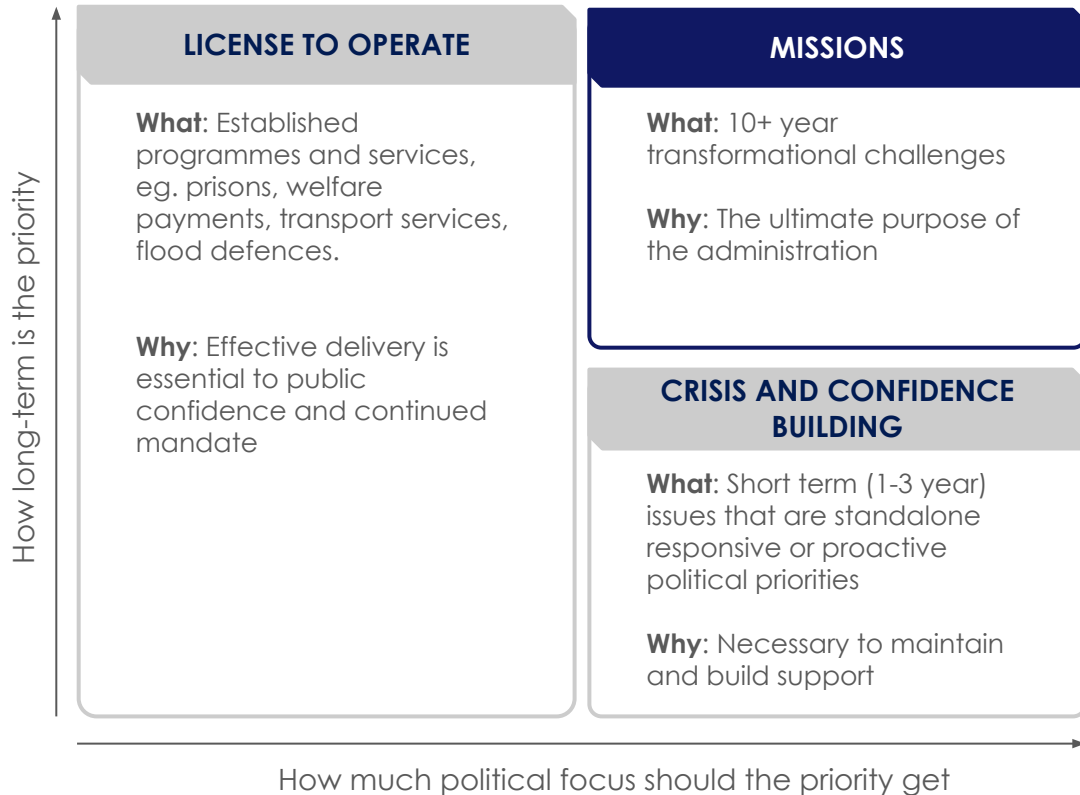 How long-term is the priority
LICENSE TO OPERATE
What: Established
programmes and services,
eg. prisons, welfare
payments, transport services,
flood defences.
Why: Effective delivery is
essential to public
confidence and continued
mandate
MISSIONS
What: 10+ year
transformational challenges
Why: The ultimate purpose of
the administration
CRISIS AND CONFIDENCE
BUILDING
What: Short term (1-3 year)
issues that are standalone
responsive or proactive
political priorities
Why: Necessary to maintain
and build support
How much political focus should the priority get